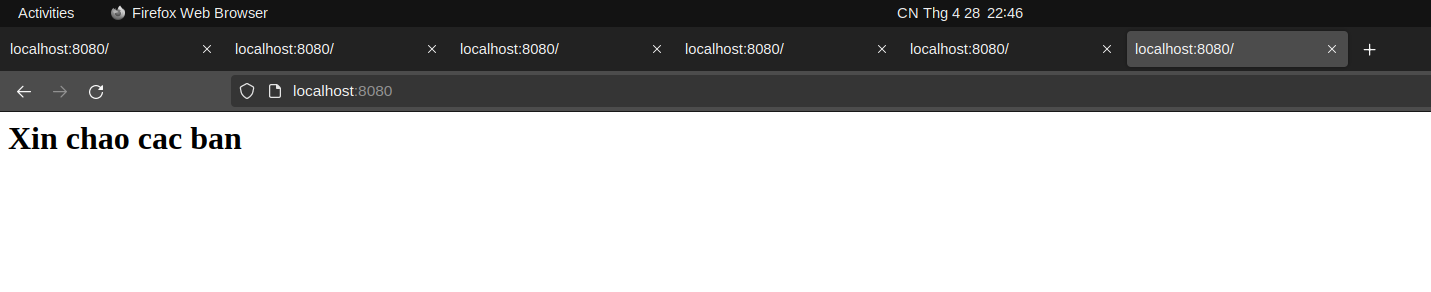 Activities Firefox Web Browser CN Thg 4 28 22:46
localhost:8080/ localhost:8080/ localhost:8080/ localhost:8080/ localhost:8080/ localhost:8080/
localhost:8080
Xin chao cac ban